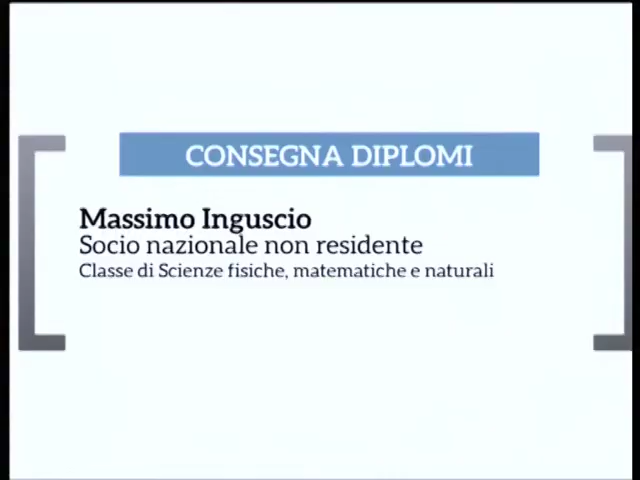 CONSEGNA DIPLOMI
Massimo Inguscio
Socio nazionale non residente
Classe di Scienze fisiche, matematiche e naturali